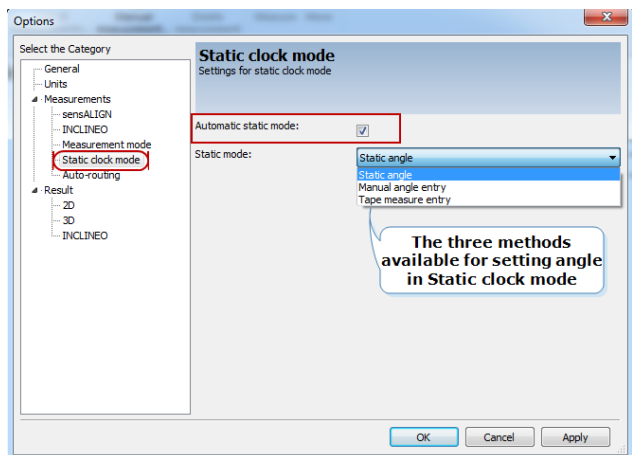 Options
Select the Category
General
Units
Measurements
sensALIGN
INCLINEO
Measurement mode
Static clock mode
Auto-routing
Result
2D
3D
INCLINEO
Static clock mode
Settings for static clock mode
Automatic static mode:
Static mode:
Static angle
Static angle
Manual angle entry
Tape measure entry
The three methods
available for setting angle
in Static clock mode
OK
Cancel
Apply